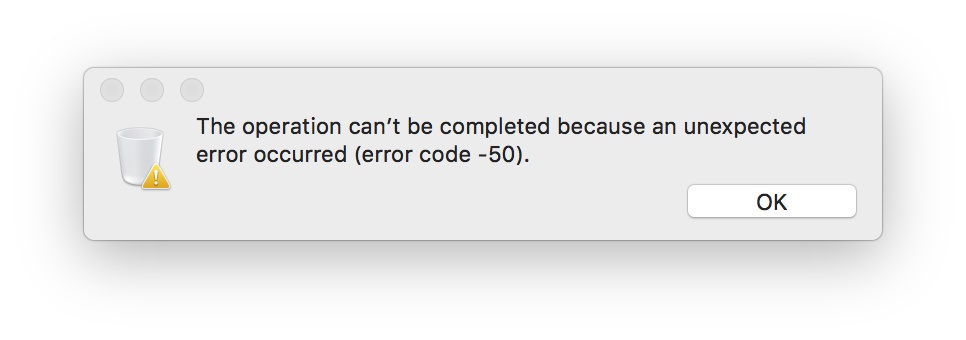 The operation can’t be completed because an unexpected
error occurred (error code -50).
OK